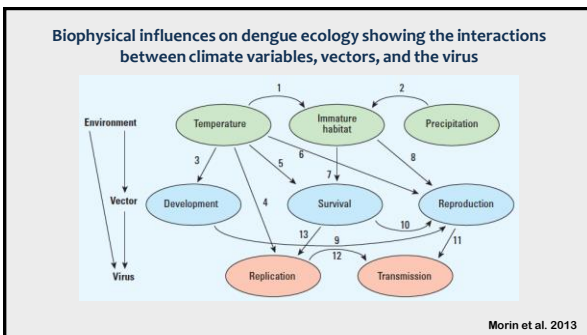 Biophysical influences on dengue ecology showing the interactions
between climate variables, vectors, and the virus
1
2
Environment
Temperature
Immature
habitat
Precipitation
3
4
5
6
7
8
Vector
Development
Survival
Reproduction
13
9
10
12
11
Virus
Replication
Transmission
Morin et al. 2013